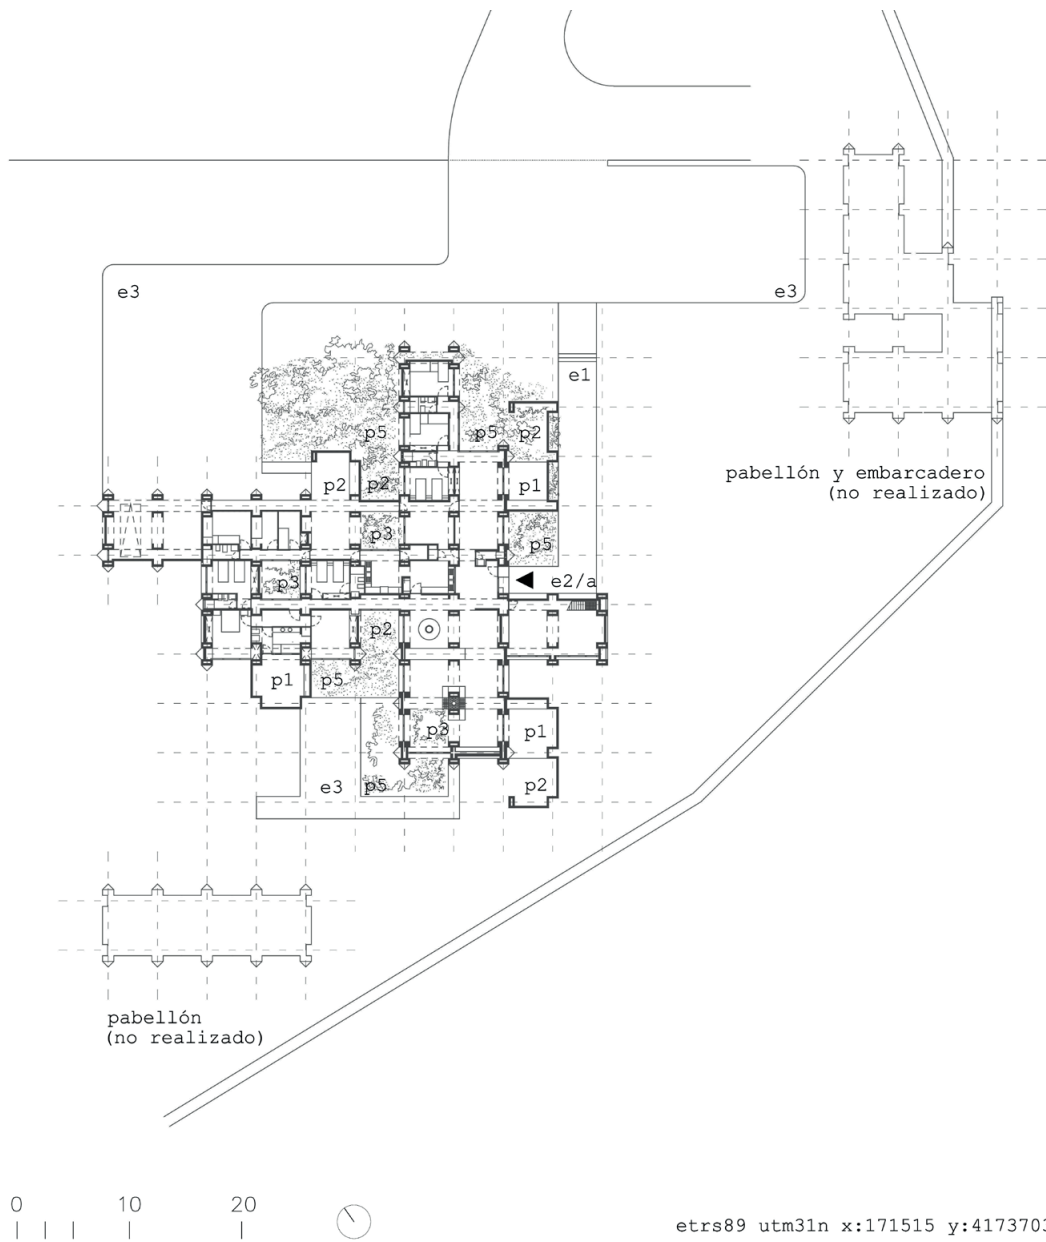 e3
e3
e1
p5
p5
p2
pabellón y embarcadero
(no realizado)
p2
p2
p1
p3
p5
p3
e2/a
p2
p1
p5
p3
p1
e3
p5
p2
pabellón
(no realizado)
0 10 20
etrs89 utm31n x:171515 y:4173703